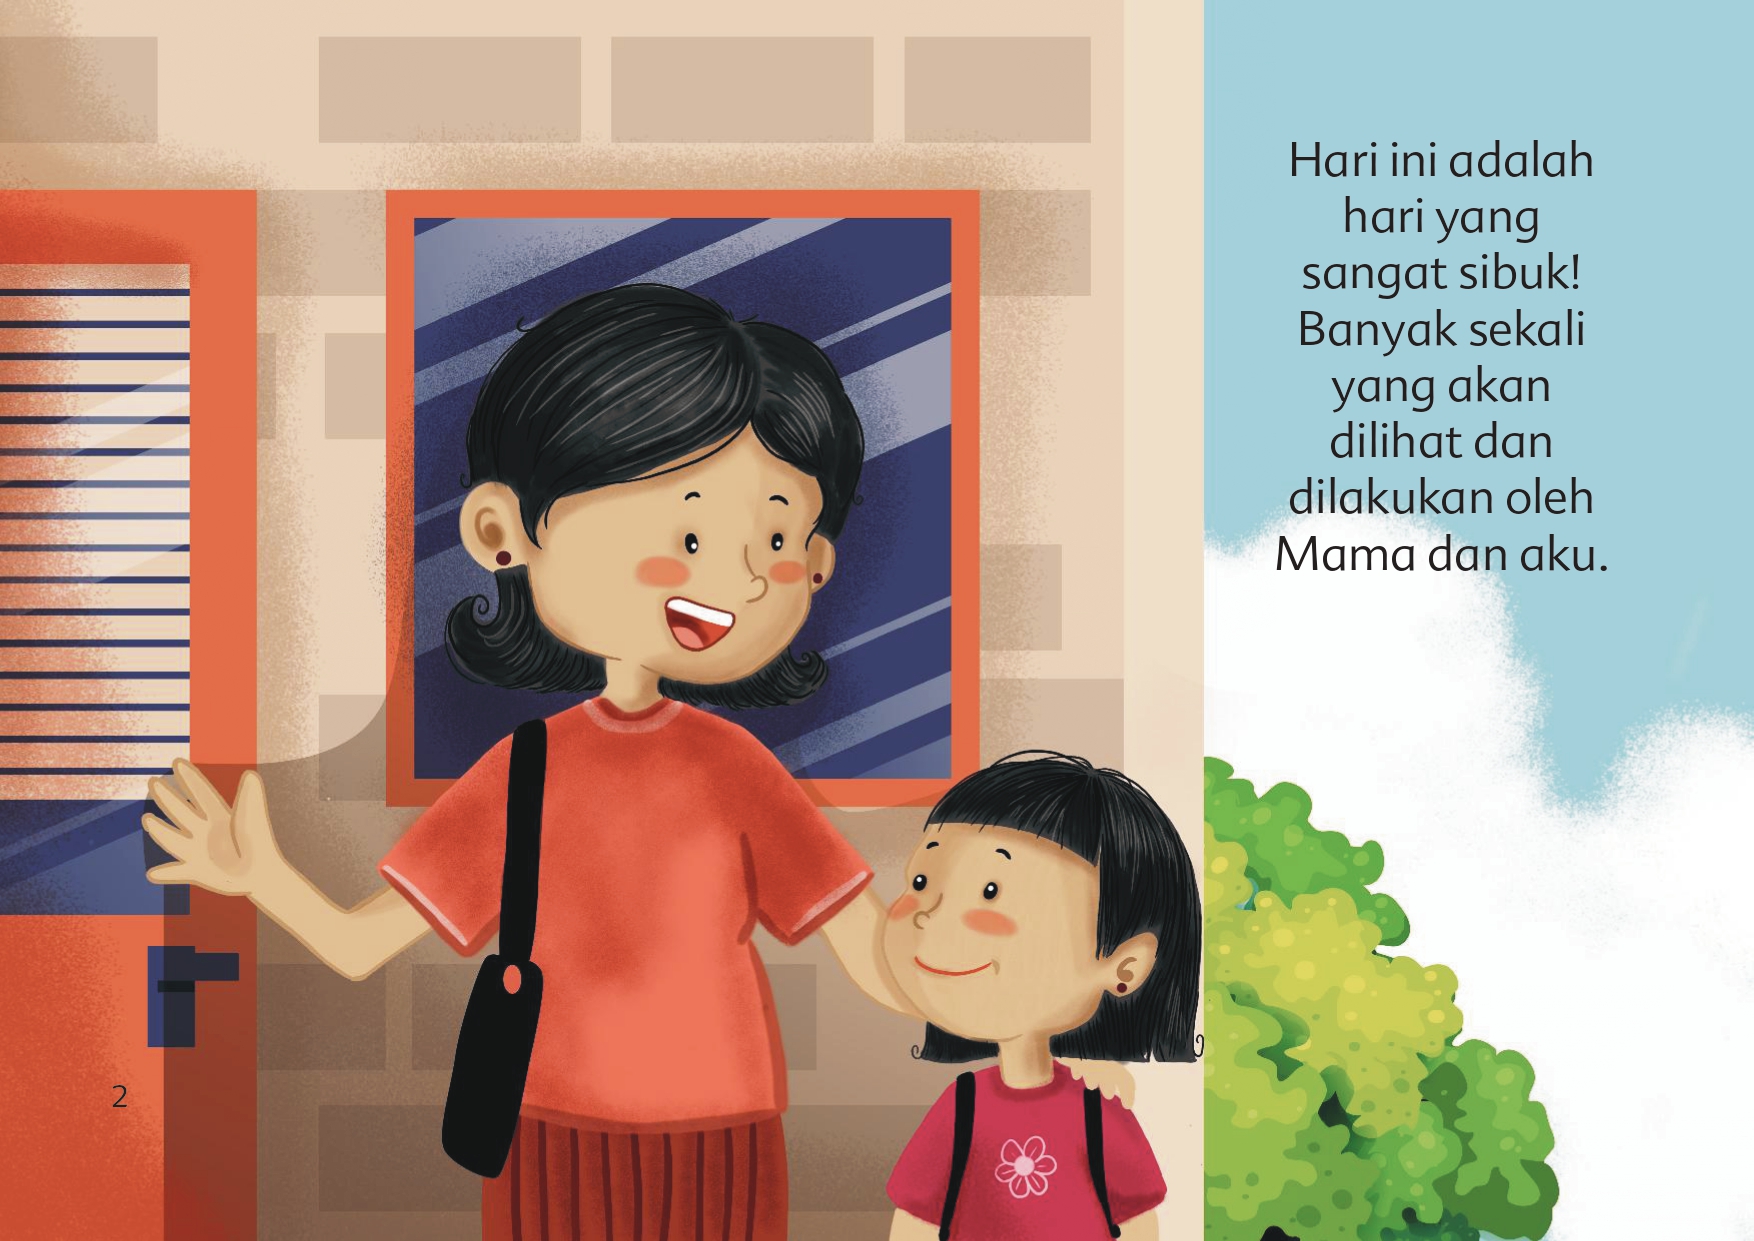 Hari ini adalah
hari yang
sangat sibuk!
Banyak sekali
yang akan
dilihat dan
dilakukan oleh
Mama dan aku.
2